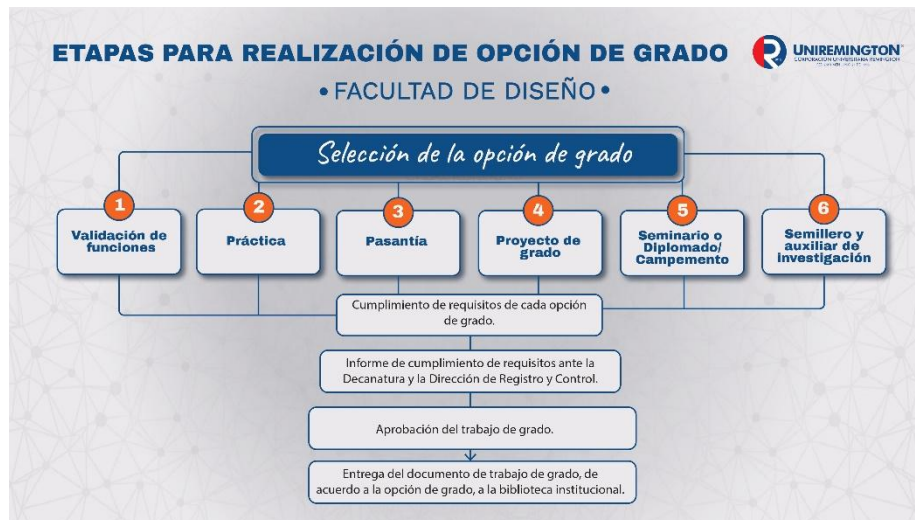 ETAPAS PARA REALIZACIÓN DE OPCIÓN DE GRADO
UNIREMINGTON
CORPORACIÓN UNIVERSITARIA REMINGTON
• FACULTAD DE DISEÑO •
Selección de la opción de grado
1
Validación de
funciones
2
Práctica
3
Pasantía
4
Proyecto de
grado
5
Seminario o
Diplomado/
Campemento
6
Semillero y
auxiliar de
investigación
Cumplimiento de requisitos de cada opción
de grado.
Informe de cumplimiento de requisitos ante la
Decanatura y la Dirección de Registro y Control.
Aprobación del trabajo de grado.
Entrega del documento de trabajo de grado, de
acuerdo a la opción de grado, a la biblioteca institucional.